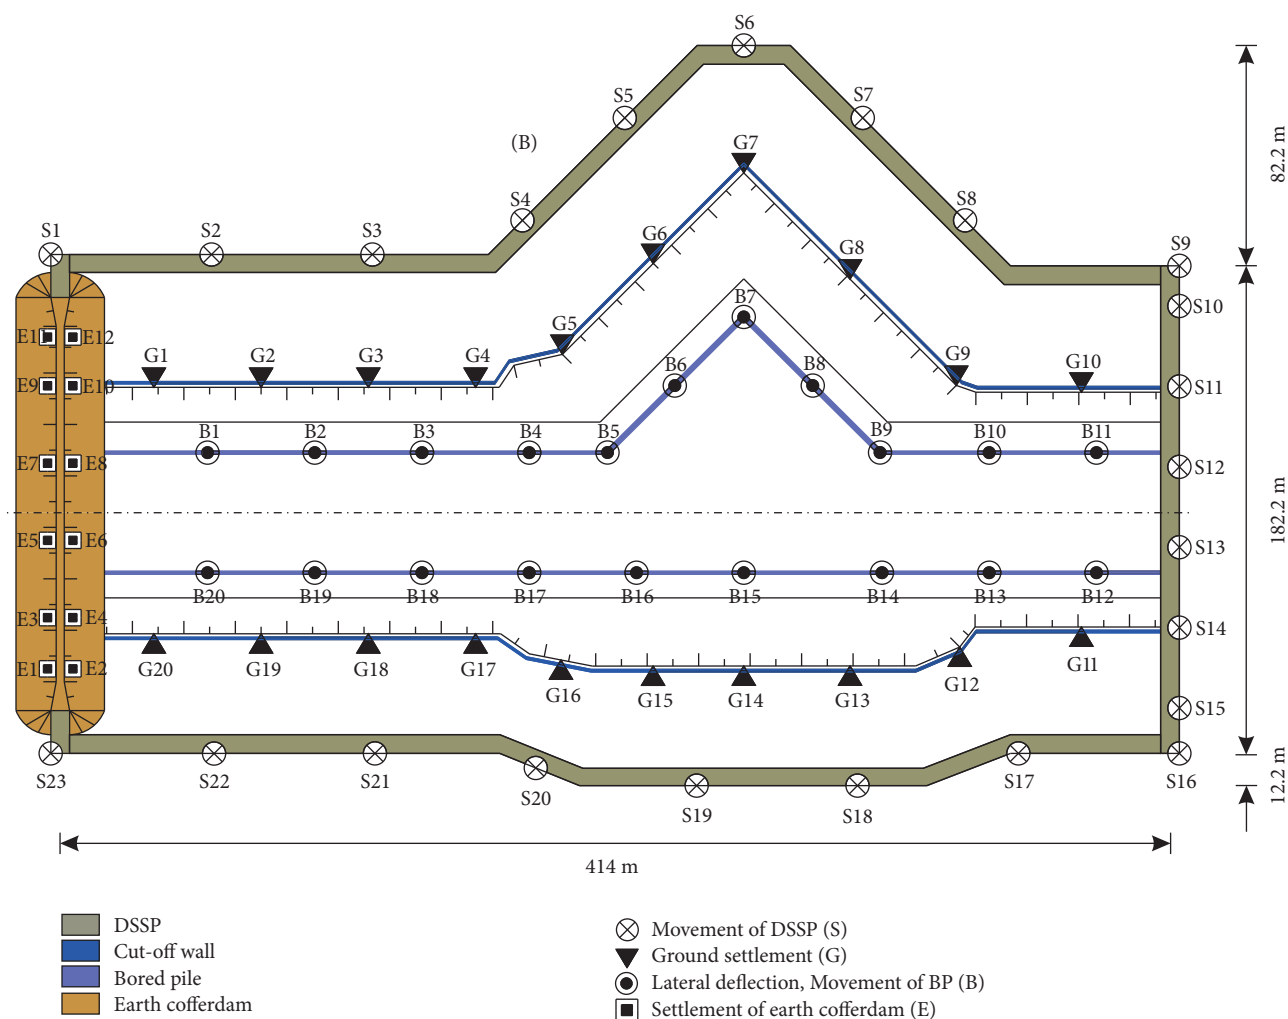 S6
S5
S7
(B)
G7
82.2 m
S4
S8
S1
S2
S3
G6
G8
S9
B7
S10
G5
E1
E12
G1
G2
G3
G4
B6
B8
G9
G10
E9
E10
S11
B1
B2
B3
B4
B5
B9
B10
B11
E7
E8
S12
182.2 m
E5
E6
S13
B20
B19
B18
B17
B16
B15
B14
B13
B12
E3
E4
S14
E1
E2
G20
G19
G18
G17
G16
G15
G14
G13
G12
G11
S15
S23
S22
S21
S20
S19
S18
S17
S16
12.2 m
414 m
DSSP
Cut-off wall
Bored pile
Earth cofferdam
Movement of DSSP (S)
Ground settlement (G)
Lateral deflection, Movement of BP (B)
Settlement of earth cofferdam (E)